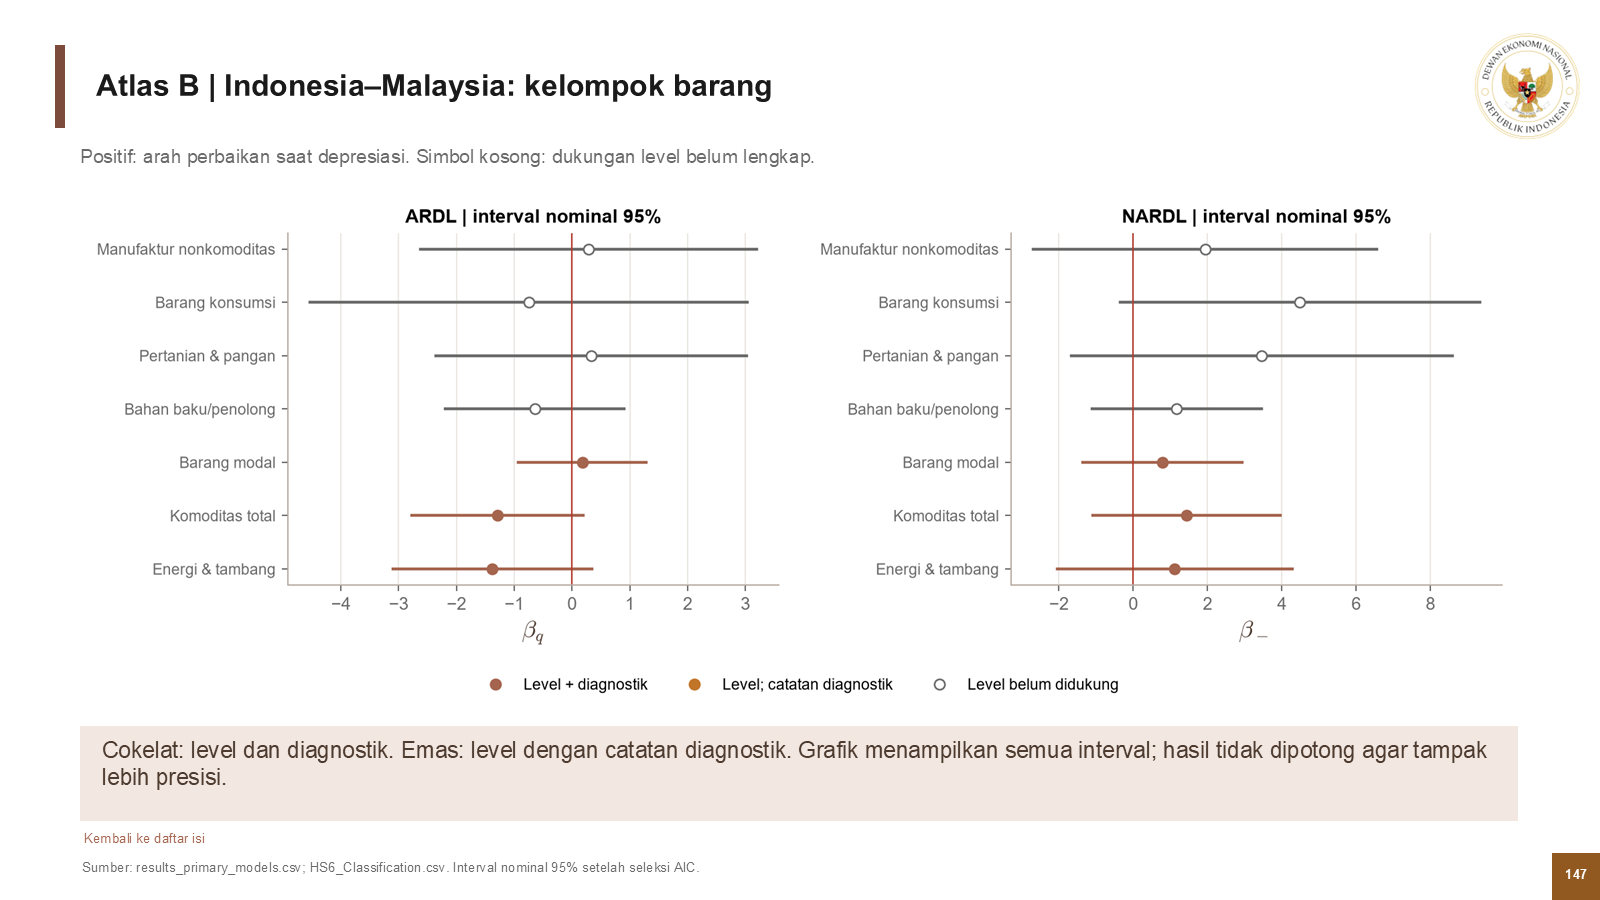 Atlas B | Indonesia–Malaysia: kelompok barang
DEWAN EKONOMI NASIONAL
REPUBLIK INDONESIA
Positif: arah perbaikan saat depresiasi. Simbol kosong: dukungan level belum lengkap.
ARDL | interval nominal 95%
Manufaktur nonkomoditas
Barang konsumsi
Pertanian & pangan
Bahan baku/penolong
Barang modal
Komoditas total
Energi & tambang
−4 −3 −2 −1 0 1 2 3
βq
NARDL | interval nominal 95%
Manufaktur nonkomoditas
Barang konsumsi
Pertanian & pangan
Bahan baku/penolong
Barang modal
Komoditas total
Energi & tambang
−2 0 2 4 6 8
β−
Level + diagnostik Level; catatan diagnostik Level belum didukung
Cokelat: level dan diagnostik. Emas: level dengan catatan diagnostik. Grafik menampilkan semua interval; hasil tidak dipotong agar tampak
lebih presisi.
Kembali ke daftar isi
Sumber: results_primary_models.csv; HS6_Classification.csv. Interval nominal 95% setelah seleksi AIC.
147